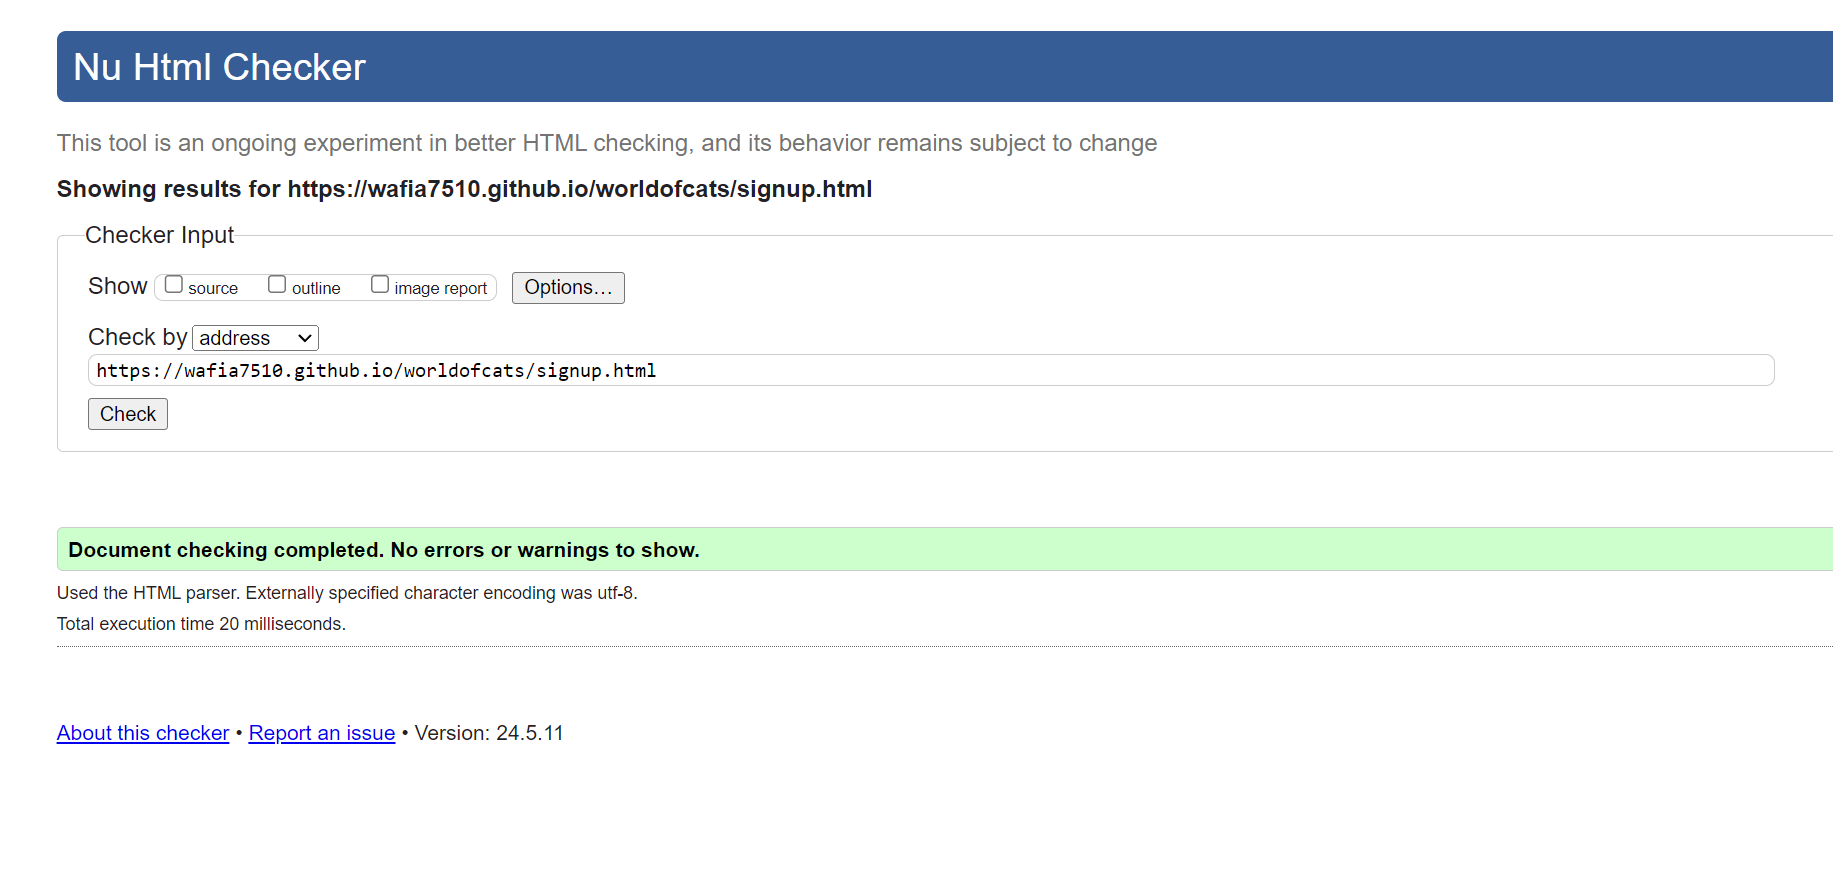 Nu Html Checker
This tool is an ongoing experiment in better HTML checking, and its behavior remains subject to change
Showing results for https://wafia7510.github.io/worldofcats/signup.html
Checker Input
Show source outline image report Options…
Check by address
https://wafia7510.github.io/worldofcats/signup.html
Check
Document checking completed. No errors or warnings to show.
Used the HTML parser. Externally specified character encoding was utf-8.
Total execution time 20 milliseconds.
About this checker • Report an issue • Version: 24.5.11